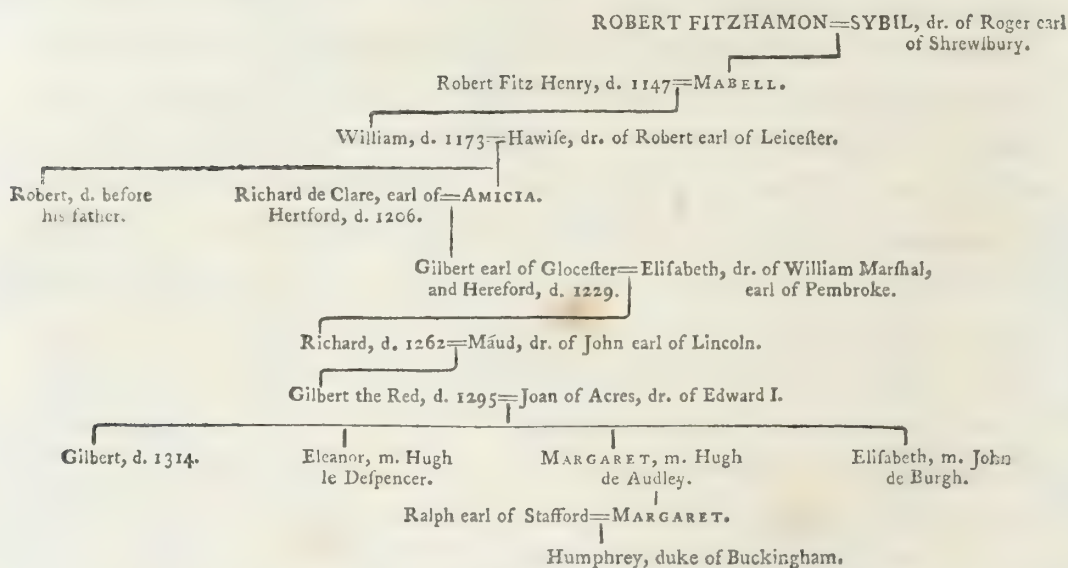 ROBERT FITZHAMON=SYBIL, dr. of Roger earl
of Shrewſbury.
Robert Fitz Henry, d. 1147=MABELL.
William, d. 1173=Hawiſe, dr. of Robert earl of Leiceſter.
Robert, d. before
his father.
Richard de Clare, earl of=AMICIA.
Hertford, d. 1206.
Gilbert earl of Gloceſter=Eliſabeth, dr. of William Marſhal,
and Hereford, d. 1229.
earl of Pembroke.
Richard, d. 1262=Maud, dr. of John earl of Lincoln.
Gilbert the Red, d. 1295=Joan of Acres, dr. of Edward I.
Gilbert, d. 1314.
Eleanor, m. Hugh
le Deſpencer.
MARGARET, m. Hugh
de Audley.
Eliſabeth, m. John
de Burgh.
Ralph earl of Stafford=MARGARET.
Humphrey, duke of Buckingham.